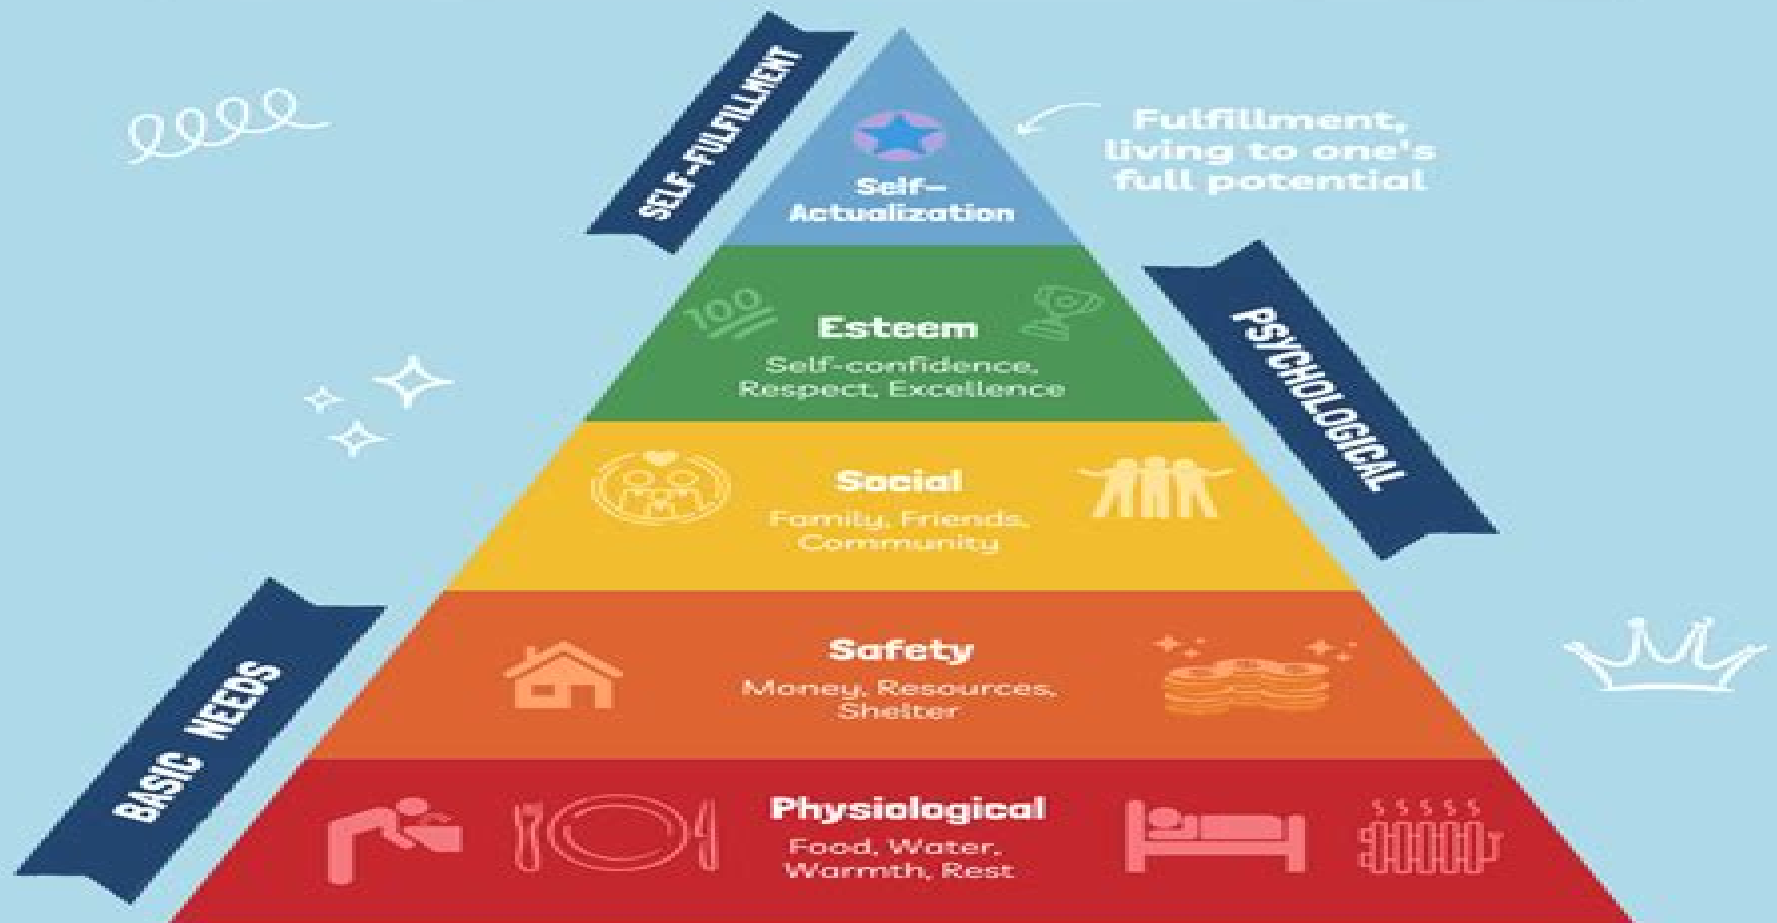 SELF-FULFILLMENT
Fulfillment,
living to one's
full potential
Self-
Actualization
PSYCHOLOGICAL
100
Esteem
Self-confidence,
Respect, Excellence
Social
Family, Friends,
Community
BASIC NEEDS
Safety
Money, Resources,
Shelter
Physiological
Food, Water,
Warmth, Rest